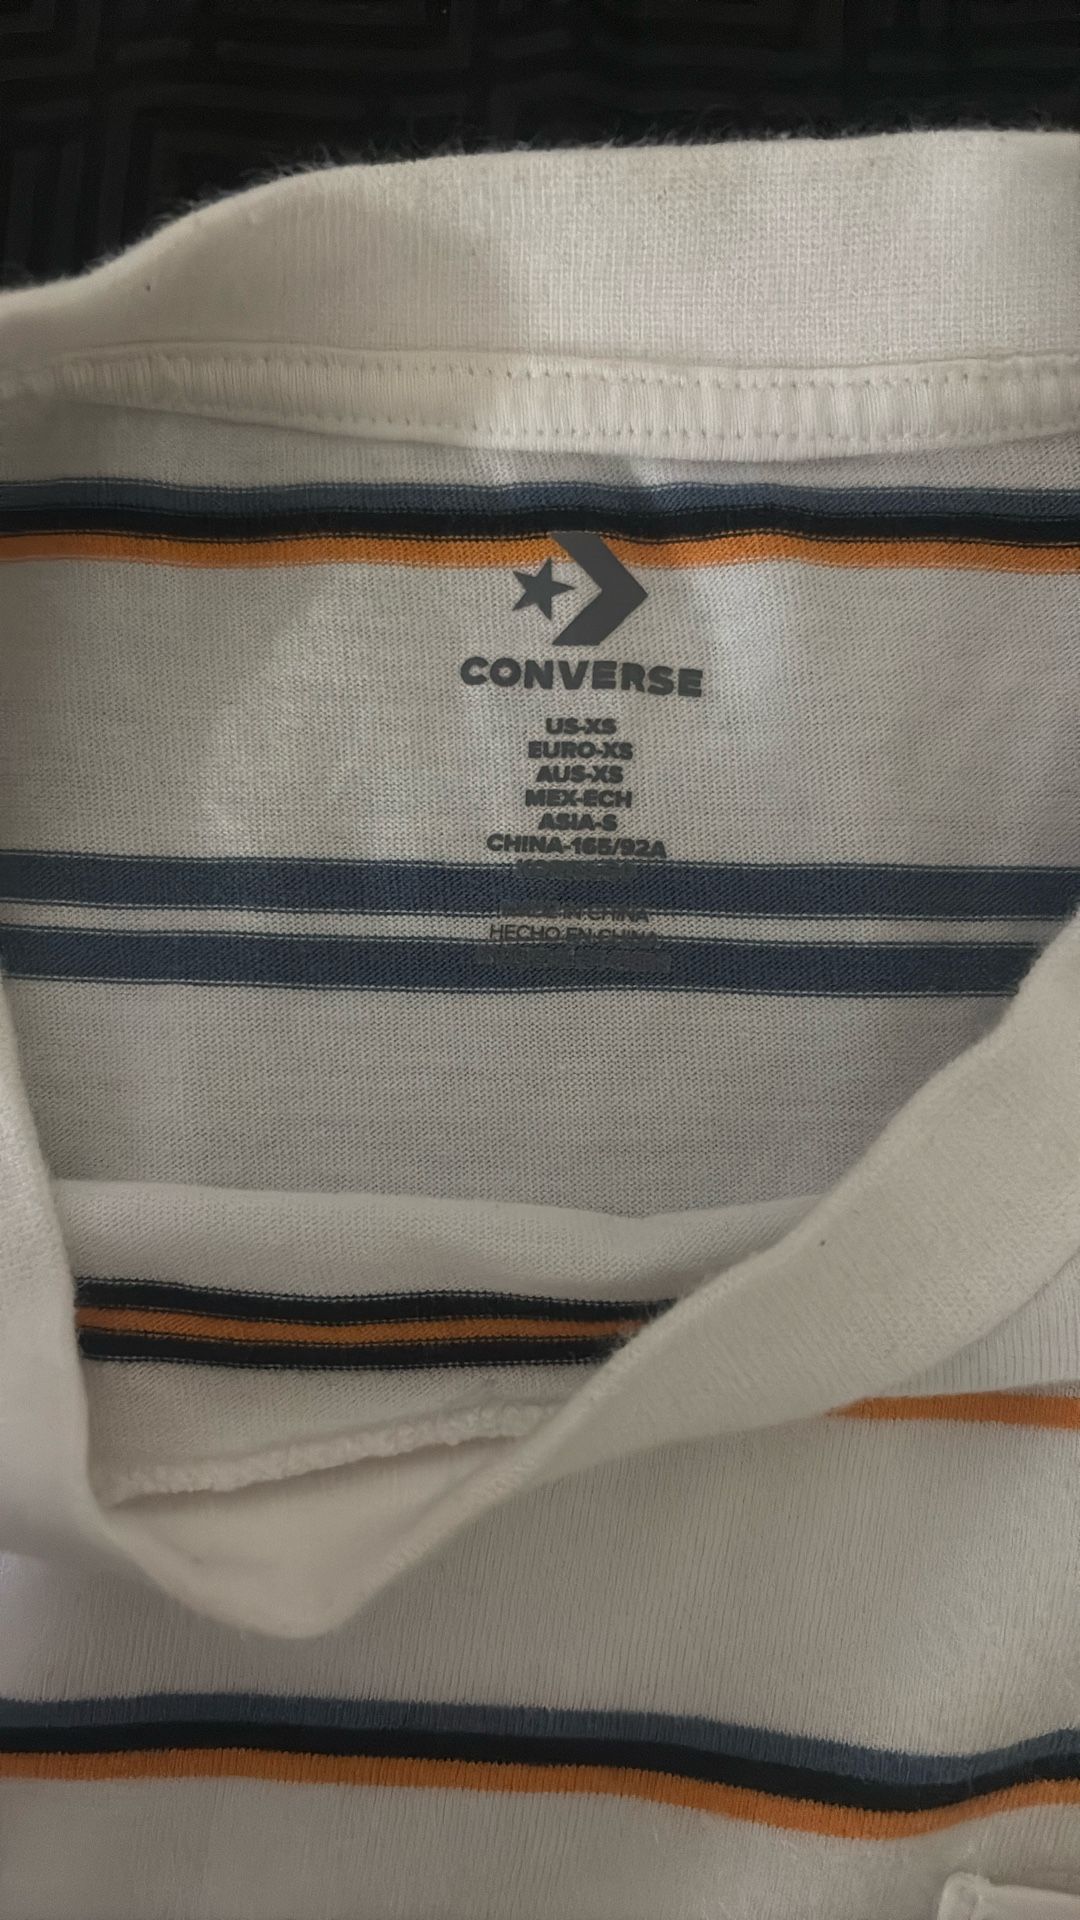 CONVERSE
US-XS
EURO-XS
AUS-XS
MEX-ECH
ASIA-S
CHINA-165/92A
MADE IN CHINA
HECHO EN CHINA